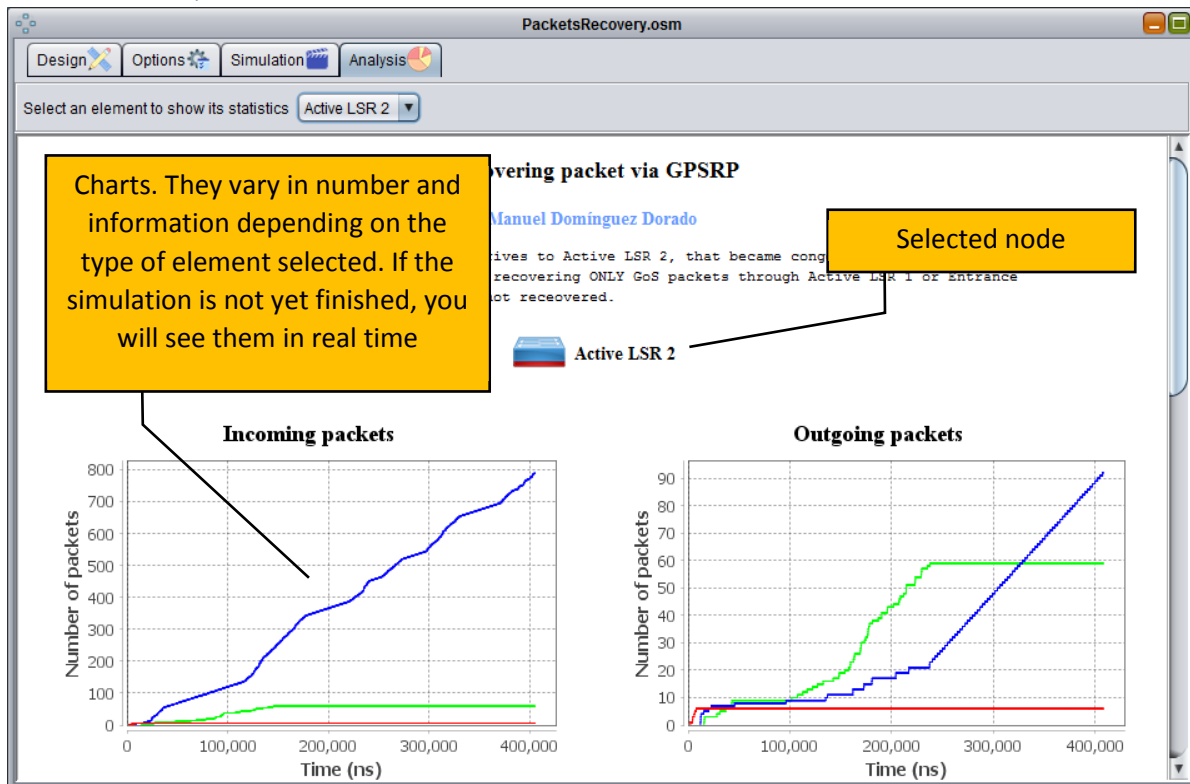 PacketsRecovery.osm
Design Options Simulation Analysis
Select an element to show its statistics Active LSR 2
overing packet via GPSRP
Manuel Domínguez Dorado
rives to Active LSR 2, that became cong
recovering ONLY GoS packets through Active LSR 1 or Entrance
not receovered.
Charts. They vary in number and
information depending on the
type of element selected. If the
simulation is not yet finished, you
will see them in real time
Selected node
Active LSR 2
Incoming packets
Number of packets
800
700
600
500
400
300
200
100
0
0 100,000 200,000 300,000 400,000
Time (ns)
Outgoing packets
Number of packets
90
80
70
60
50
40
30
20
10
0
0 100,000 200,000 300,000 400,000
Time (ns)